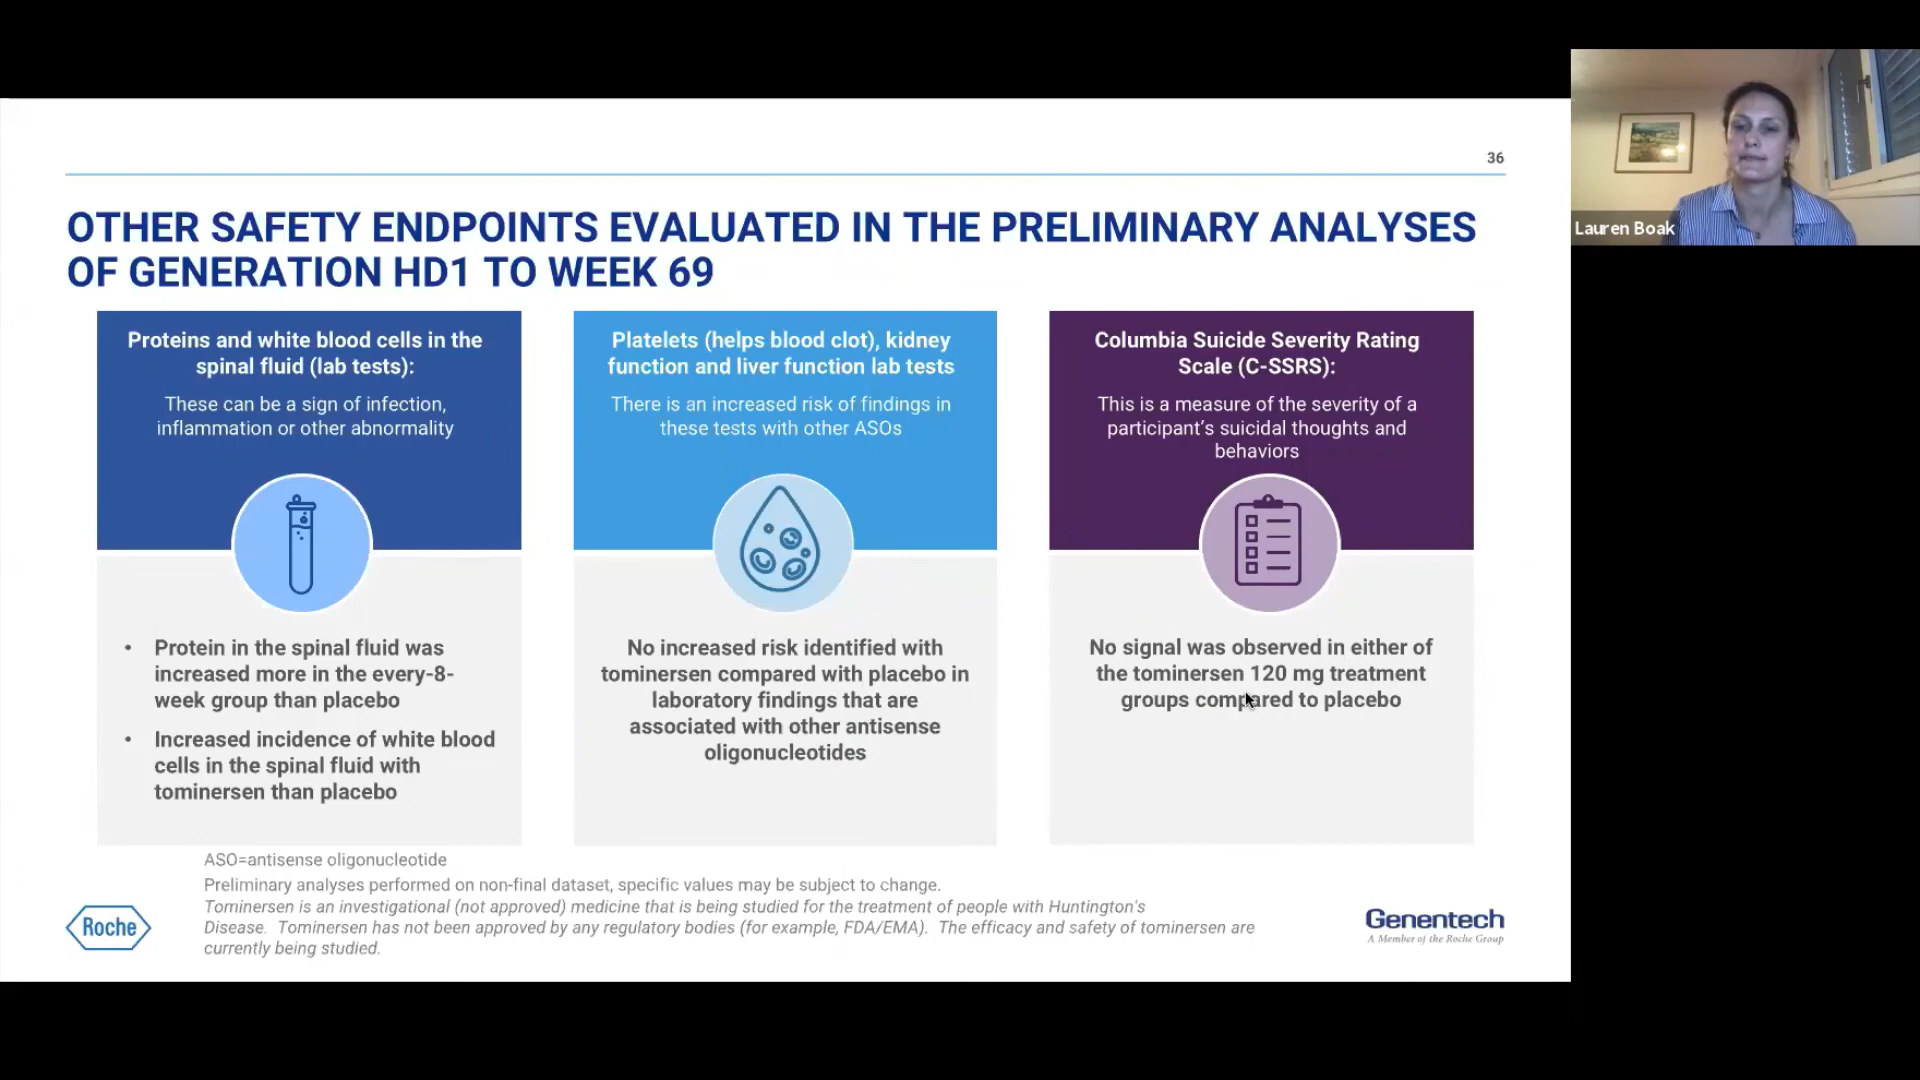 36
OTHER SAFETY ENDPOINTS EVALUATED IN THE PRELIMINARY ANALYSES
OF GENERATION HD1 TO WEEK 69
Proteins and white blood cells in the
spinal fluid (lab tests):
These can be a sign of infection,
inflammation or other abnormality
• Protein in the spinal fluid was
increased more in the every-8-
week group than placebo
• Increased incidence of white blood
cells in the spinal fluid with
tominersen than placebo
Platelets (helps blood clot), kidney
function and liver function lab tests
There is an increased risk of findings in
these tests with other ASOs
No increased risk identified with
tominersen compared with placebo in
laboratory findings that are
associated with other antisense
oligonucleotides
Columbia Suicide Severity Rating
Scale (C-SSRS):
This is a measure of the severity of a
participant’s suicidal thoughts and
behaviors
No signal was observed in either of
the tominersen 120 mg treatment
groups compared to placebo
ASO=antisense oligonucleotide
Preliminary analyses performed on non-final dataset, specific values may be subject to change.
Tominersen is an investigational (not approved) medicine that is being studied for the treatment of people with Huntington's
Disease. Tominersen has not been approved by any regulatory bodies (for example, FDA/EMA). The efficacy and safety of tominersen are
currently being studied.
Roche
Genentech
A Member of the Roche Group
Lauren Boak